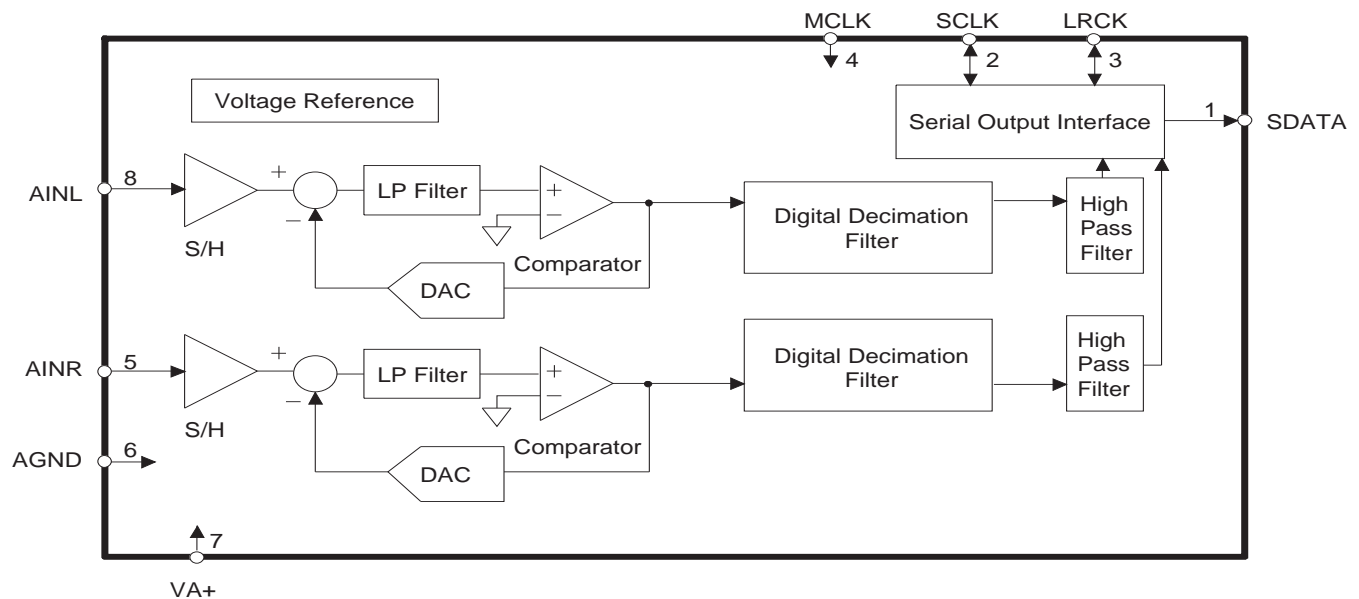 MCLK
SCLK
LRCK
4
2
3
Voltage Reference
Serial Output Interface
1
SDATA
AINL
8
+
−
S/H
LP Filter
+
−
Comparator
DAC
Digital Decimation
Filter
High
Pass
Filter
AINR
5
+
−
S/H
LP Filter
+
−
Comparator
DAC
Digital Decimation
Filter
High
Pass
Filter
AGND
6
7
VA+